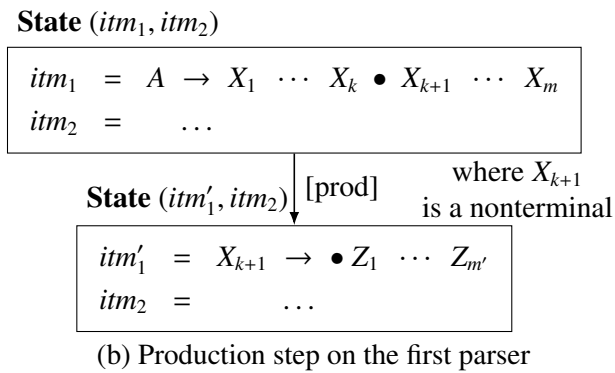 State (itm₁, itm₂)
itm₁ = A → X₁ ⋯ Xₖ • Xₖ₊₁ ⋯ Xₘ
itm₂ = …
State (itm′₁, itm₂) [prod] where Xₖ₊₁
is a nonterminal
itm′₁ = Xₖ₊₁ → • Z₁ ⋯ Zₘ′
itm₂ = …
(b) Production step on the first parser